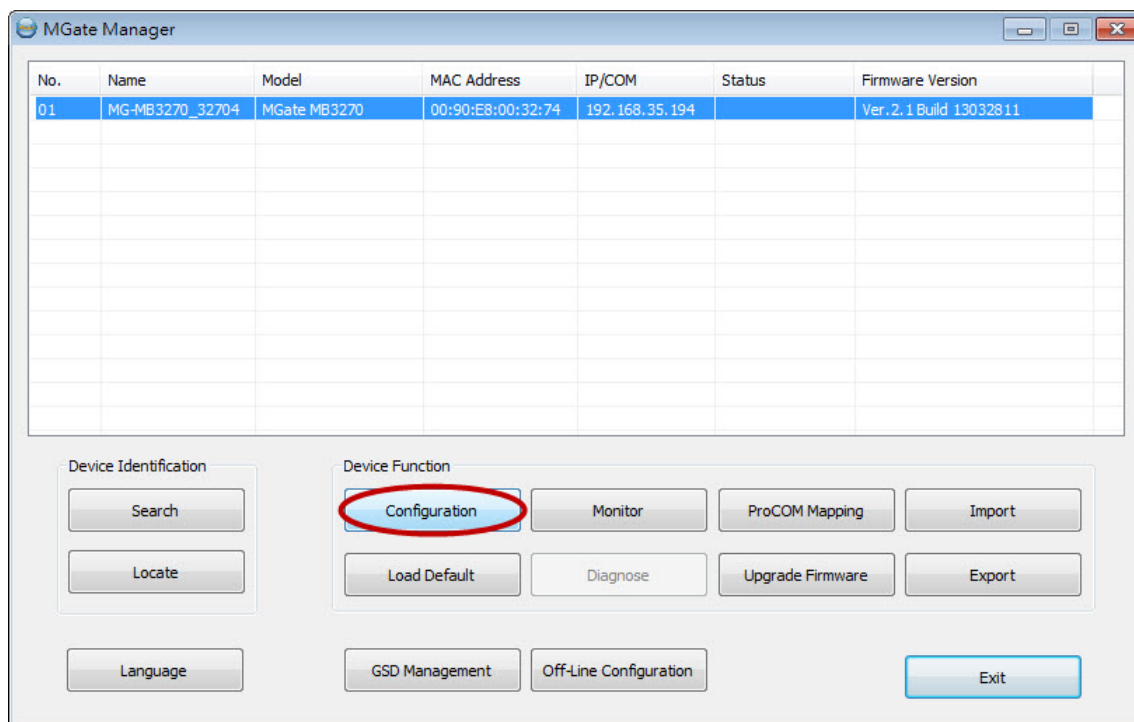 MGate Manager
No. Name Model MAC Address IP/COM Status Firmware Version
01 MG-MB3270_32704 MGate MB3270 00:90:E8:00:32:74 192.168.35.194 Ver.2.1 Build 13032811
Device Identification Device Function
Search Configuration Monitor ProCOM Mapping Import
Locate Load Default Diagnose Upgrade Firmware Export
Language GSD Management Off-Line Configuration Exit